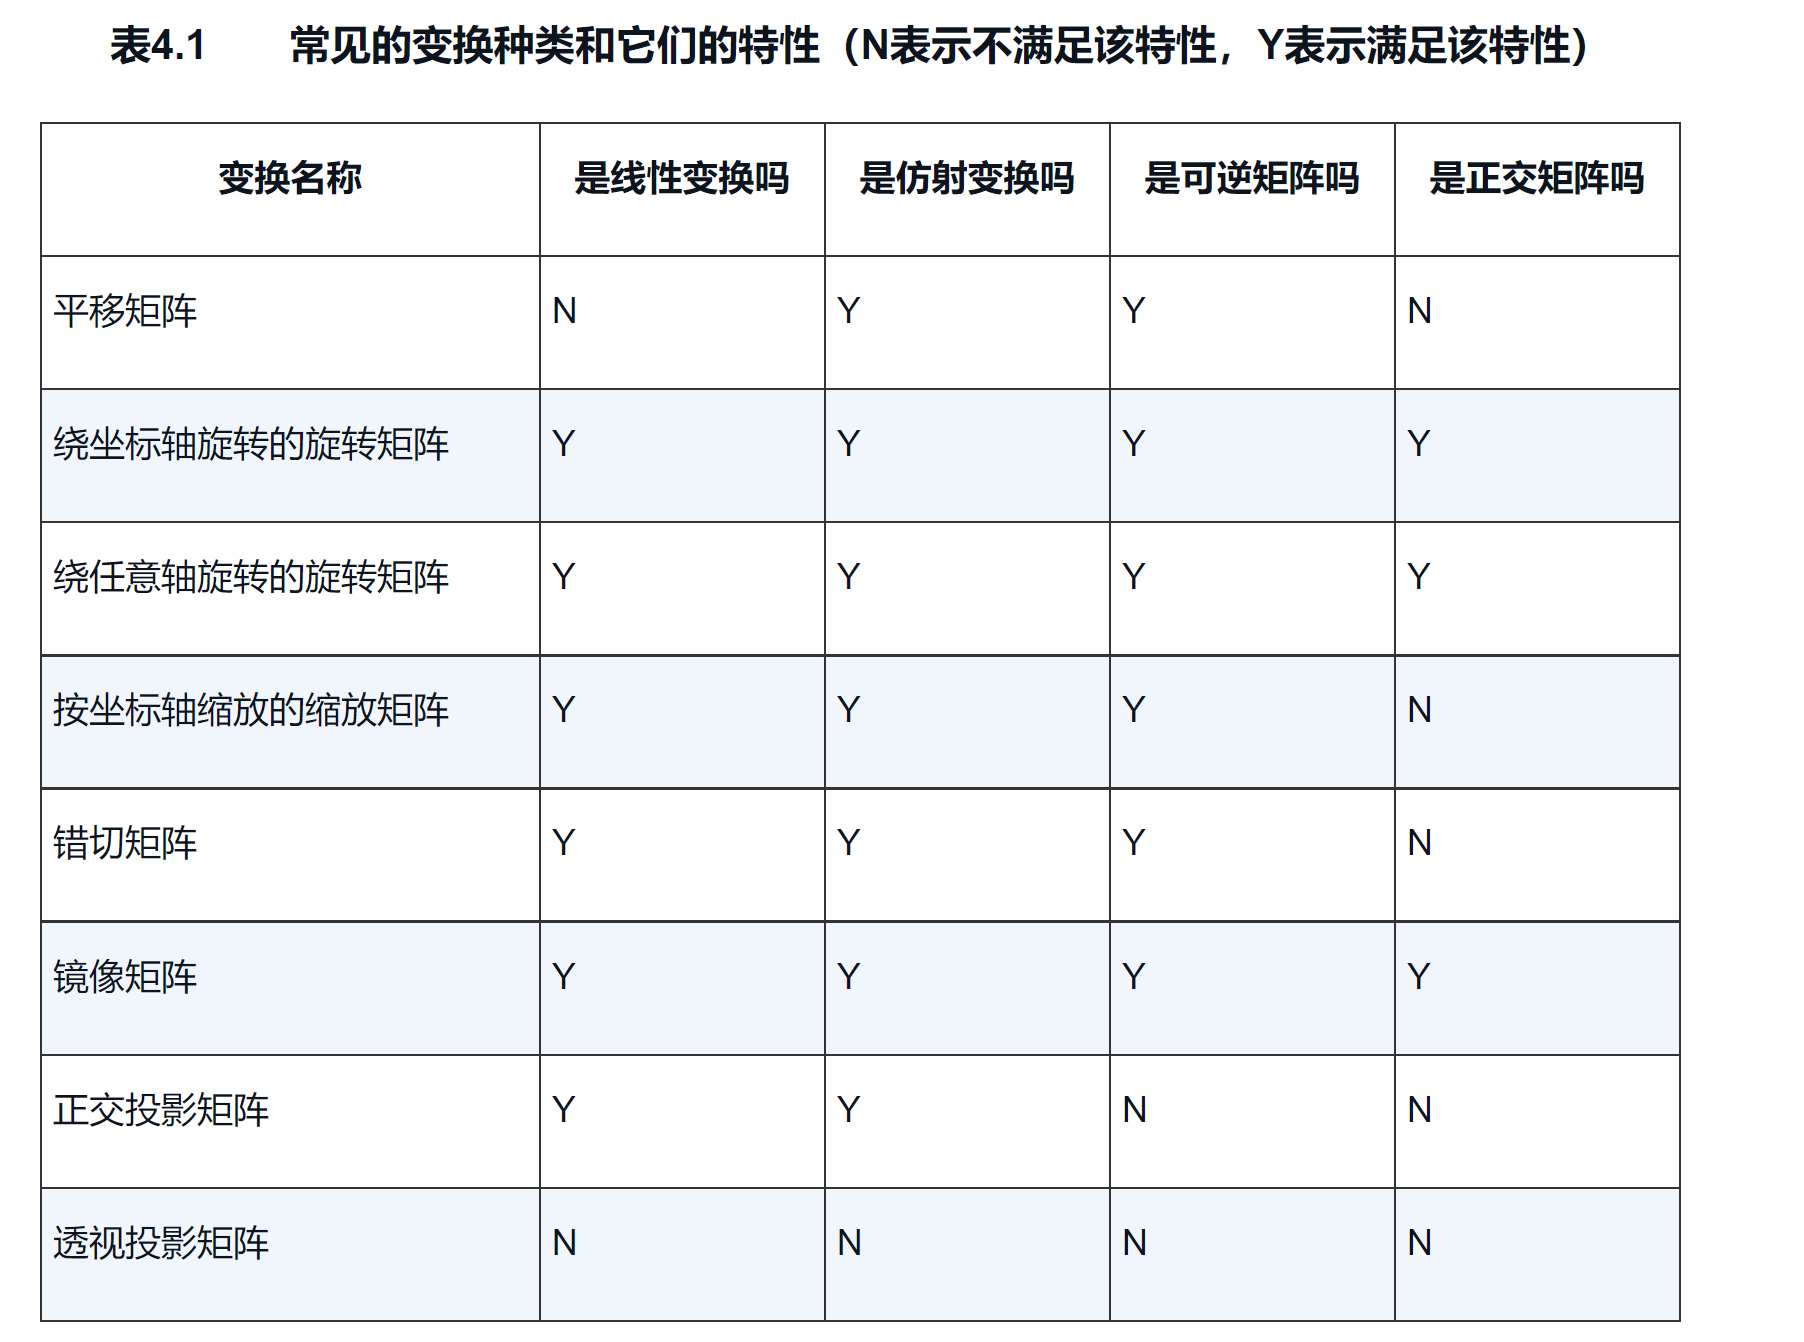 表4.1 常见的变换种类和它们的特性（N表示不满足该特性，Y表示满足该特性）
变换名称 是线性变换吗 是仿射变换吗 是可逆矩阵吗 是正交矩阵吗
平移矩阵 N Y Y N
绕坐标轴旋转的旋转矩阵 Y Y Y Y
绕任意轴旋转的旋转矩阵 Y Y Y Y
按坐标轴缩放的缩放矩阵 Y Y Y N
错切矩阵 Y Y Y N
镜像矩阵 Y Y Y Y
正交投影矩阵 Y Y N N
透视投影矩阵 N N N N